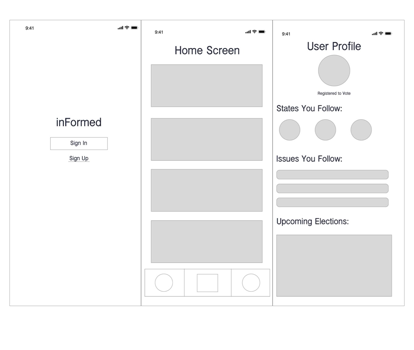 9:41
inFormed
Sign In
Sign Up
9:41
Home Screen
9:41
User Profile
Registered to Vote
States You Follow:
Issues You Follow:
Upcoming Elections: